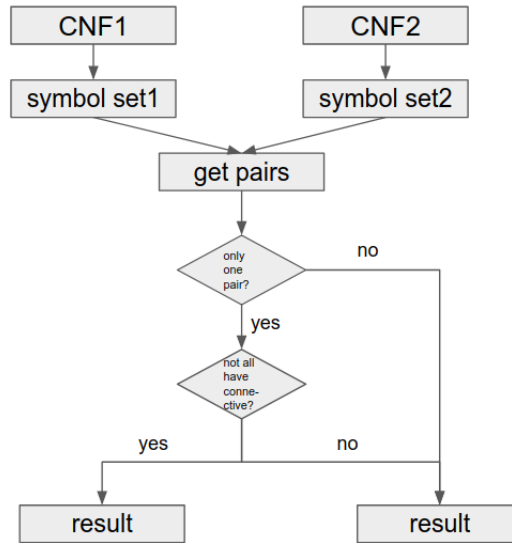 CNF1
CNF2
symbol set1
symbol set2
get pairs
only
one
pair?
no
yes
not all
have
conne-
ctive?
yes
no
result
result